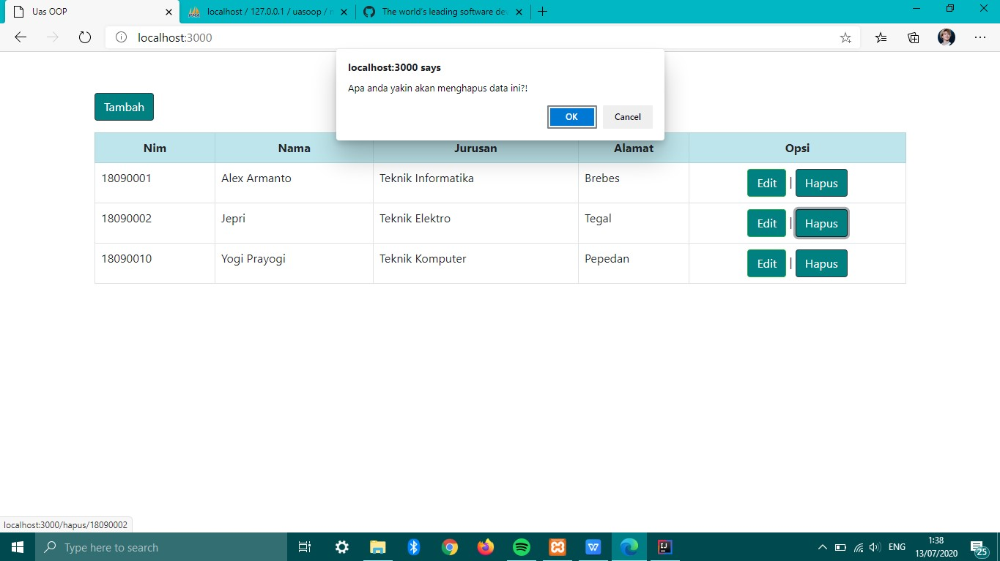 Uas OOP
localhost / 127.0.0.1 / uasoop /
The world's leading software dev
localhost:3000
localhost:3000 says
Apa anda yakin akan menghapus data ini?!
OK Cancel
Tambah
Nim Nama Jurusan Alamat Opsi
18090001 Alex Armanto Teknik Informatika Brebes Edit | Hapus
18090002 Jepri Teknik Elektro Tegal Edit | Hapus
18090010 Yogi Prayogi Teknik Komputer Pepedan Edit | Hapus
localhost:3000/hapus/18090002
Type here to search
ENG
1:38
13/07/2020
25